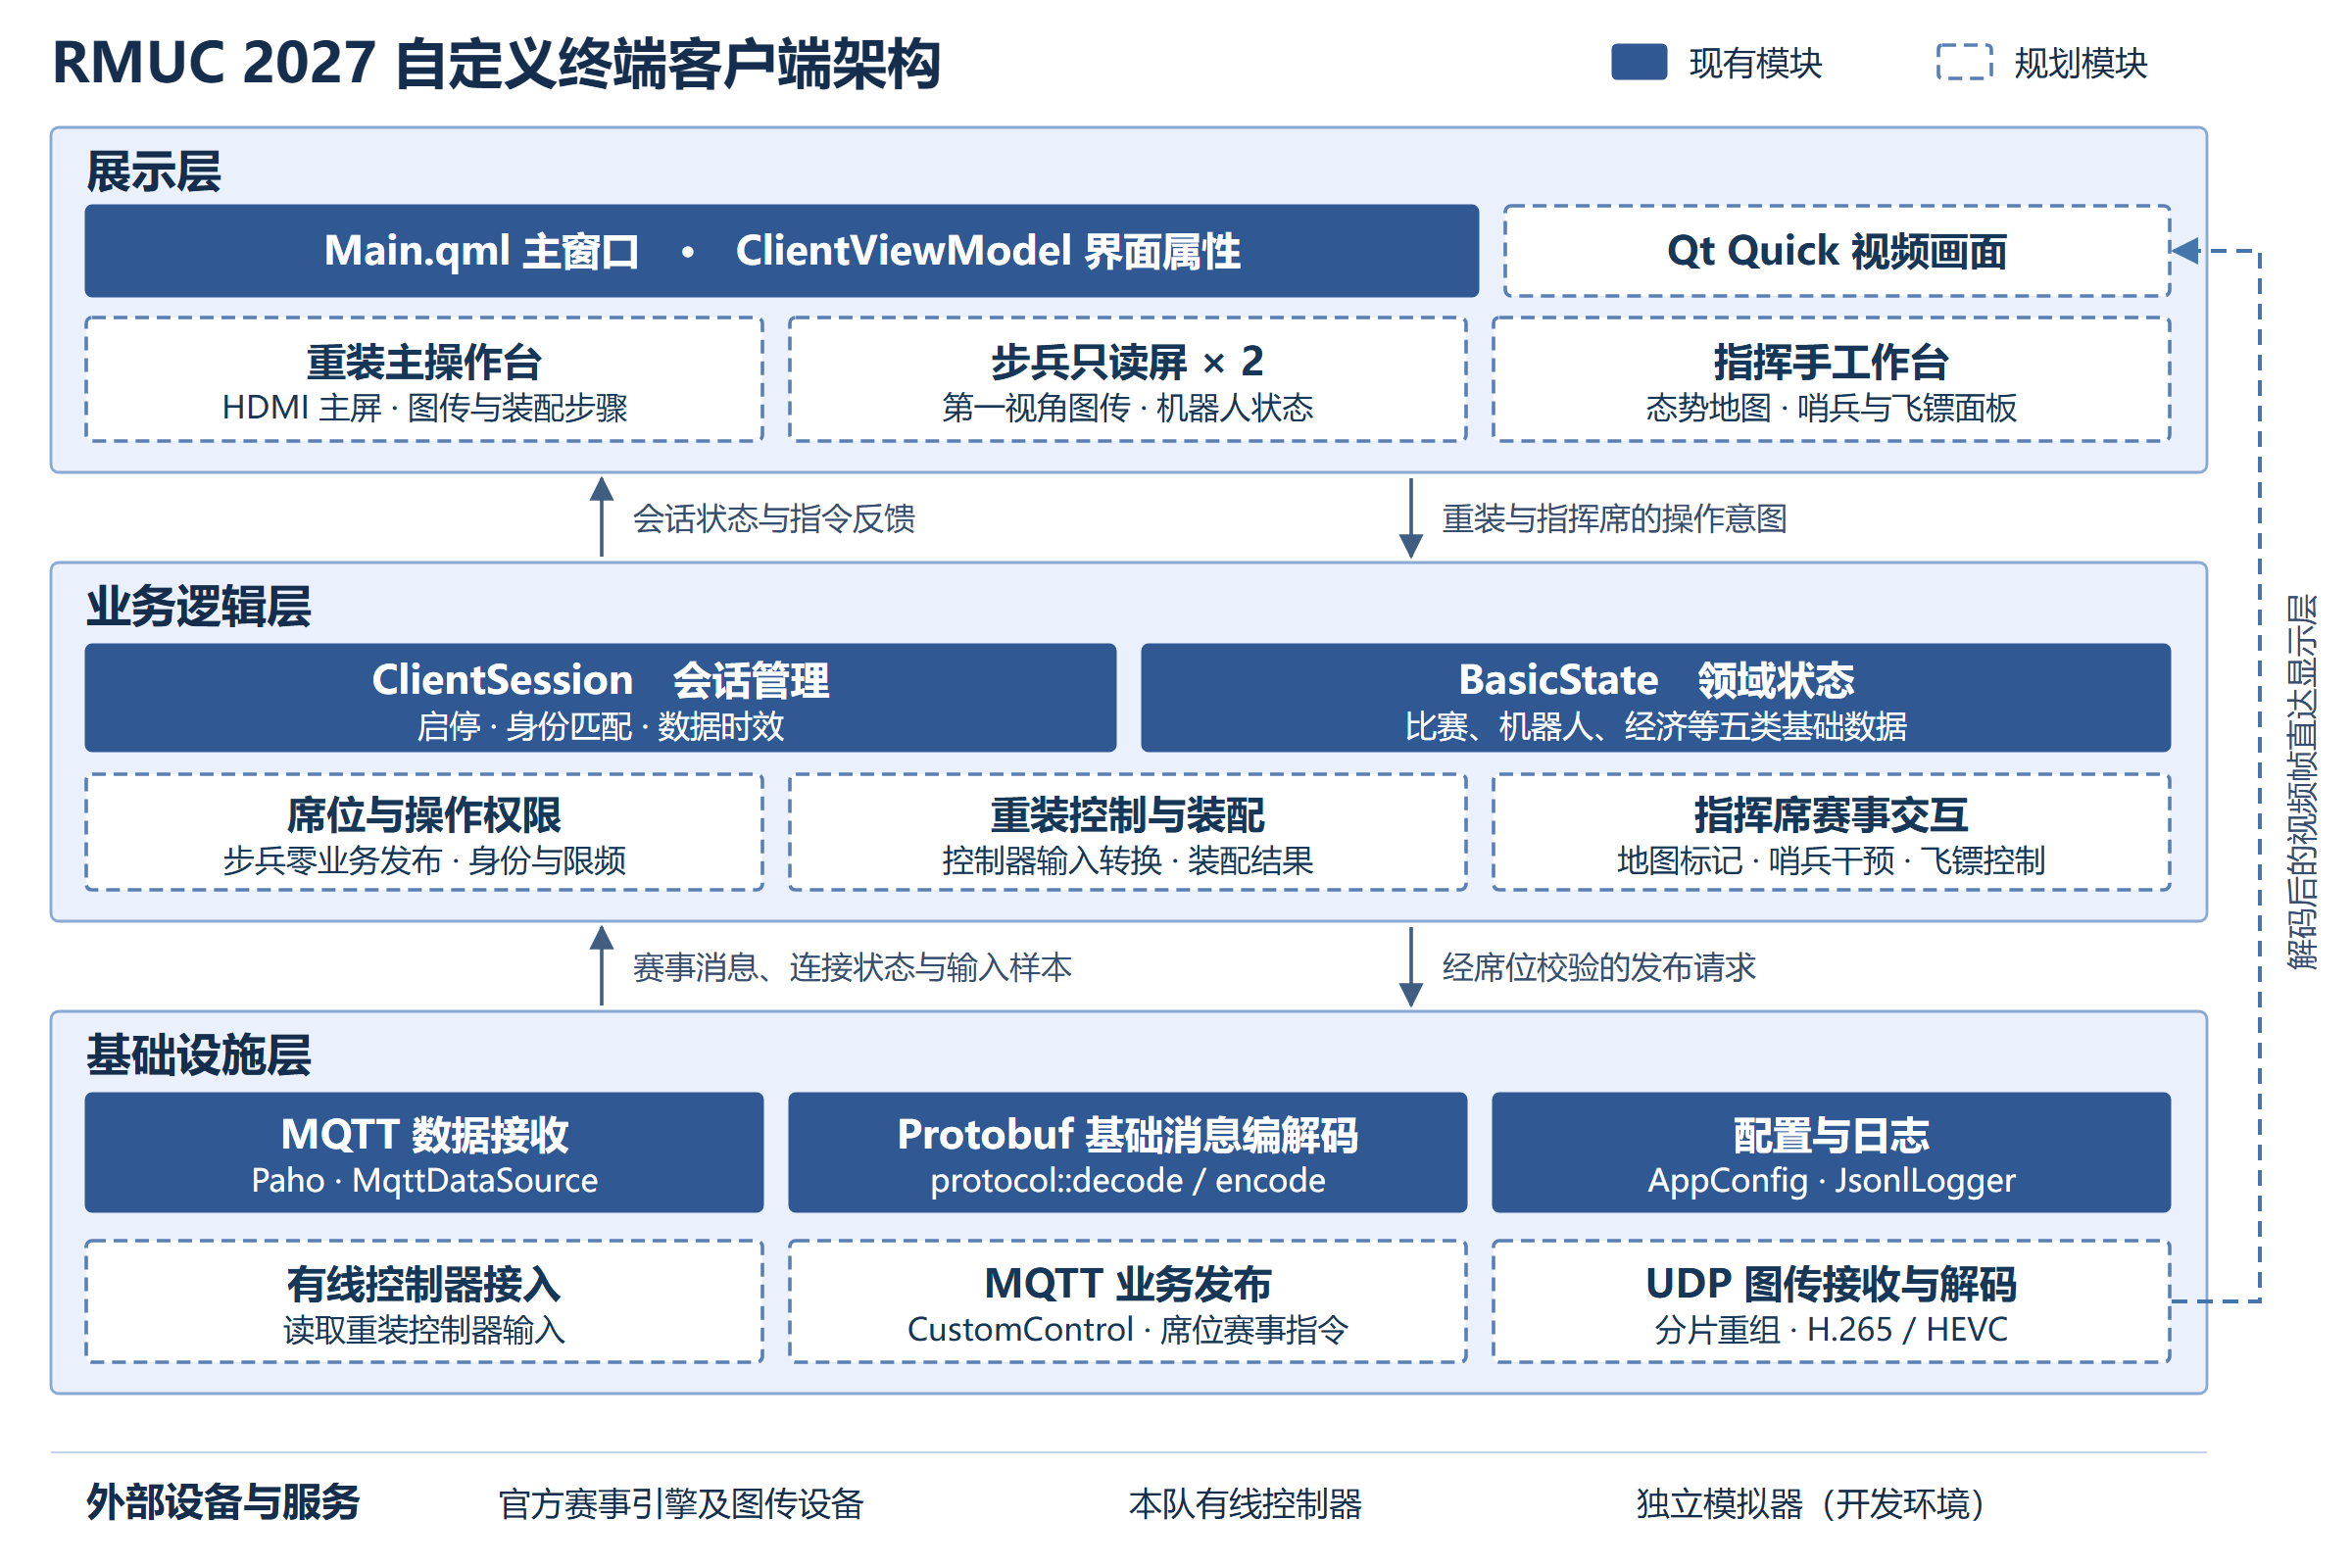 RMUC 2027 自定义终端客户端架构
现有模块
规划模块
展示层
Main.qml 主窗口 • ClientViewModel 界面属性
Qt Quick 视频画面
重装主操作台
HDMI 主屏 · 图传与装配步骤
步兵只读屏 × 2
第一视角图传 · 机器人状态
指挥手工作台
态势地图 · 哨兵与飞镖面板
会话状态与指令反馈
重装与指挥席的操作意图
业务逻辑层
ClientSession 会话管理
启停 · 身份匹配 · 数据时效
BasicState 领域状态
比赛、机器人、经济等五类基础数据
席位与操作权限
步兵零业务发布 · 身份与限频
重装控制与装配
控制器输入转换 · 装配结果
指挥席赛事交互
地图标记 · 哨兵干预 · 飞镖控制
解码后的视频帧直达显示层
赛事消息、连接状态与输入样本
经席位校验的发布请求
基础设施层
MQTT 数据接收
Paho · MqttDataSource
Protobuf 基础消息编解码
protocol::decode / encode
配置与日志
AppConfig · JsonlLogger
有线控制器接入
读取重装控制器输入
MQTT 业务发布
CustomControl · 席位赛事指令
UDP 图传接收与解码
分片重组 · H.265 / HEVC
外部设备与服务
官方赛事引擎及图传设备
本队有线控制器
独立模拟器（开发环境）